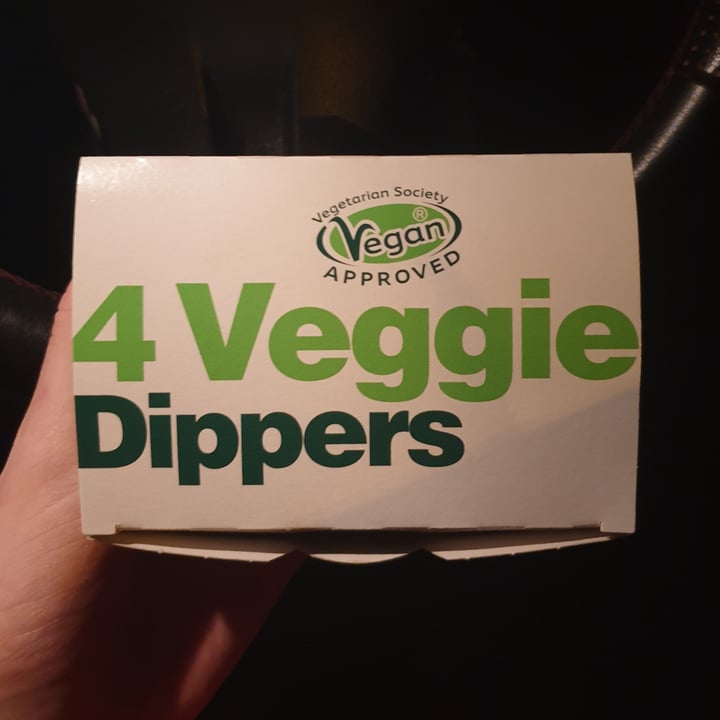 Vegetarian Society
Vegan®
APPROVED
4 Veggie
Dippers